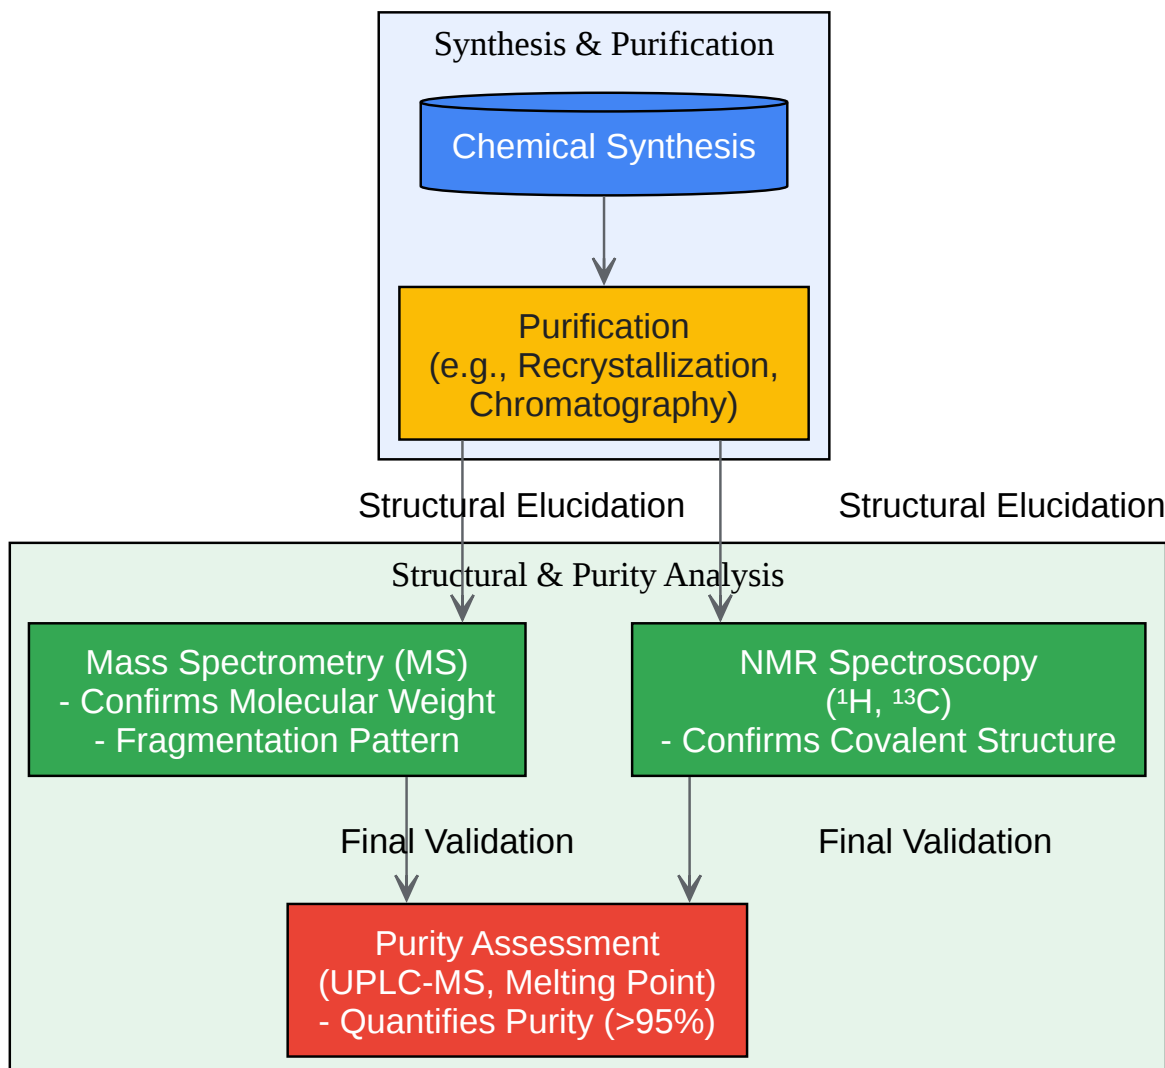 Synthesis & Purification
Chemical Synthesis
Purification
(e.g., Recrystallization,
Chromatography)
Structural Elucidation
Structural Elucidation
Structural & Purity Analysis
Mass Spectrometry (MS)
- Confirms Molecular Weight
- Fragmentation Pattern
NMR Spectroscopy
(¹H, ¹³C)
- Confirms Covalent Structure
Final Validation
Final Validation
Purity Assessment
(UPLC-MS, Melting Point)
- Quantifies Purity (>95%)